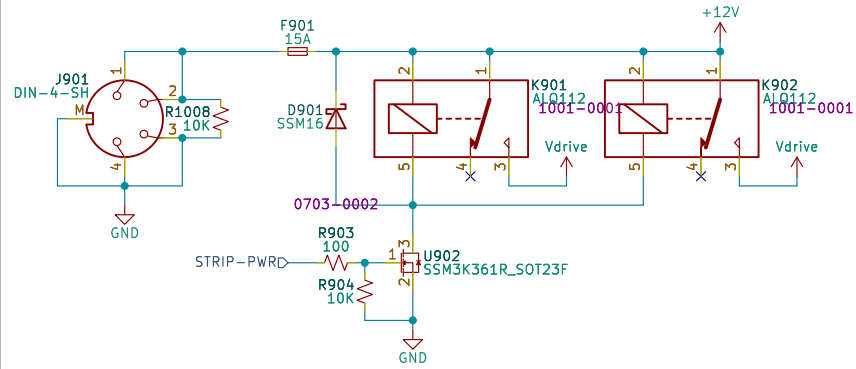 +12V
F901
15A
J901
DIN-4-SH
1
2
M
3
4
R1008
10K
GND
D901
SSM16
0703-0002
2
1
K901
ALQ112
1001-0001
5
4
3
Vdrive
2
1
K902
ALQ112
1001-0001
5
4
3
Vdrive
STRIP-PWR
R903
100
R904
10K
1
3
2
U902
SSM3K361R_SOT23F
GND